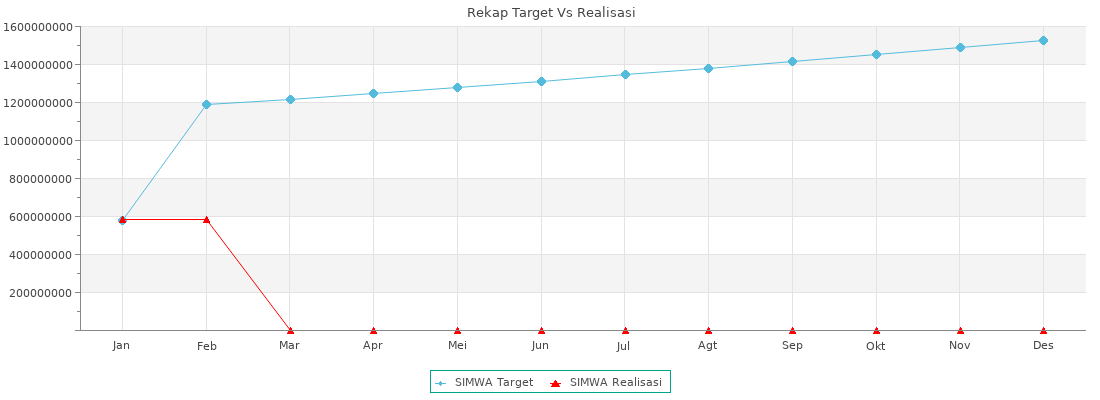 Rekap Target Vs Realisasi
1600000000
1400000000
1200000000
1000000000
800000000
600000000
400000000
200000000
Jan Feb Mar Apr Mei Jun Jul Agt Sep Okt Nov Des
SIMWA Target SIMWA Realisasi